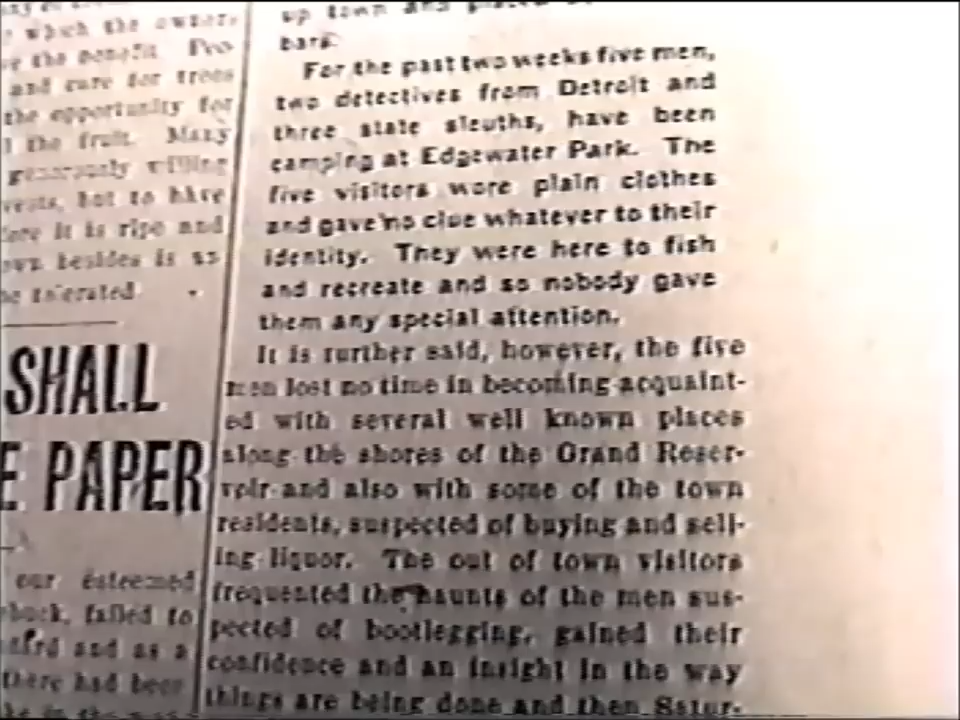 which the owner,
the benefit. Pro-
and care for trees
the opportunity for
the fruit. Many
generously willing
but to have
it is ripe and
besides is
tolerated.
SHALL
E PAPER
our esteemed
failed to
and as a
there had been
up town and placed
bars.
For the past two weeks five men,
two detectives from Detroit and
three state sleuths, have been
camping at Edgewater Park. The
five visitors wore plain clothes
and gave no clue whatever to their
identity. They were here to fish
and recreate and so nobody gave
them any special attention.
It is further said, however, the five
men lost no time in becoming acquaint-
ed with several well known places
along the shores of the Grand Reser-
voir and also with some of the town
residents, suspected of buying and sell-
ing liquor. The out of town visitors
frequented the haunts of the men sus-
pected of bootlegging, gained their
confidence and an insight in the way
things are being done and then Satur-